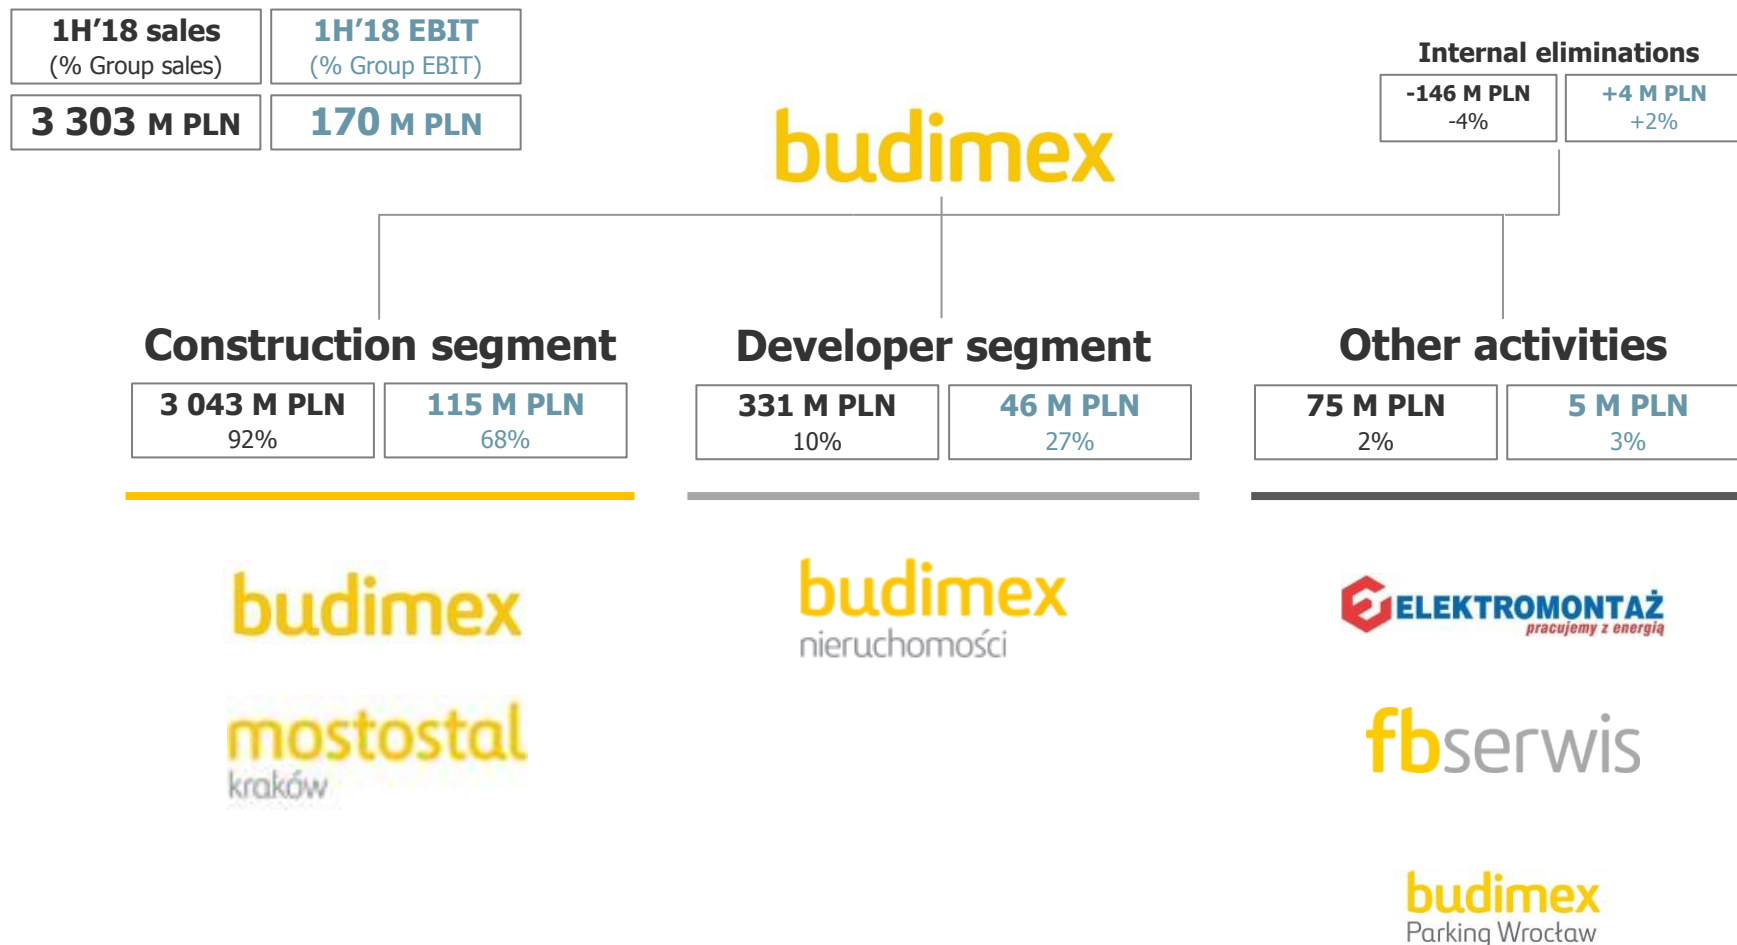 1H'18 sales
(% Group sales)
1H'18 EBIT
(% Group EBIT)
3 303 M PLN
170 M PLN
Internal eliminations
-146 M PLN
-4%
+4 M PLN
+2%
budimex
Construction segment
3 043 M PLN
92%
115 M PLN
68%
Developer segment
331 M PLN
10%
46 M PLN
27%
Other activities
75 M PLN
2%
5 M PLN
3%
budimex
mostostal
kraków
budimex
nieruchomości
ELEKTROMONTAŻ
pracujemy z energią
fbserwis
budimex
Parking Wrocław